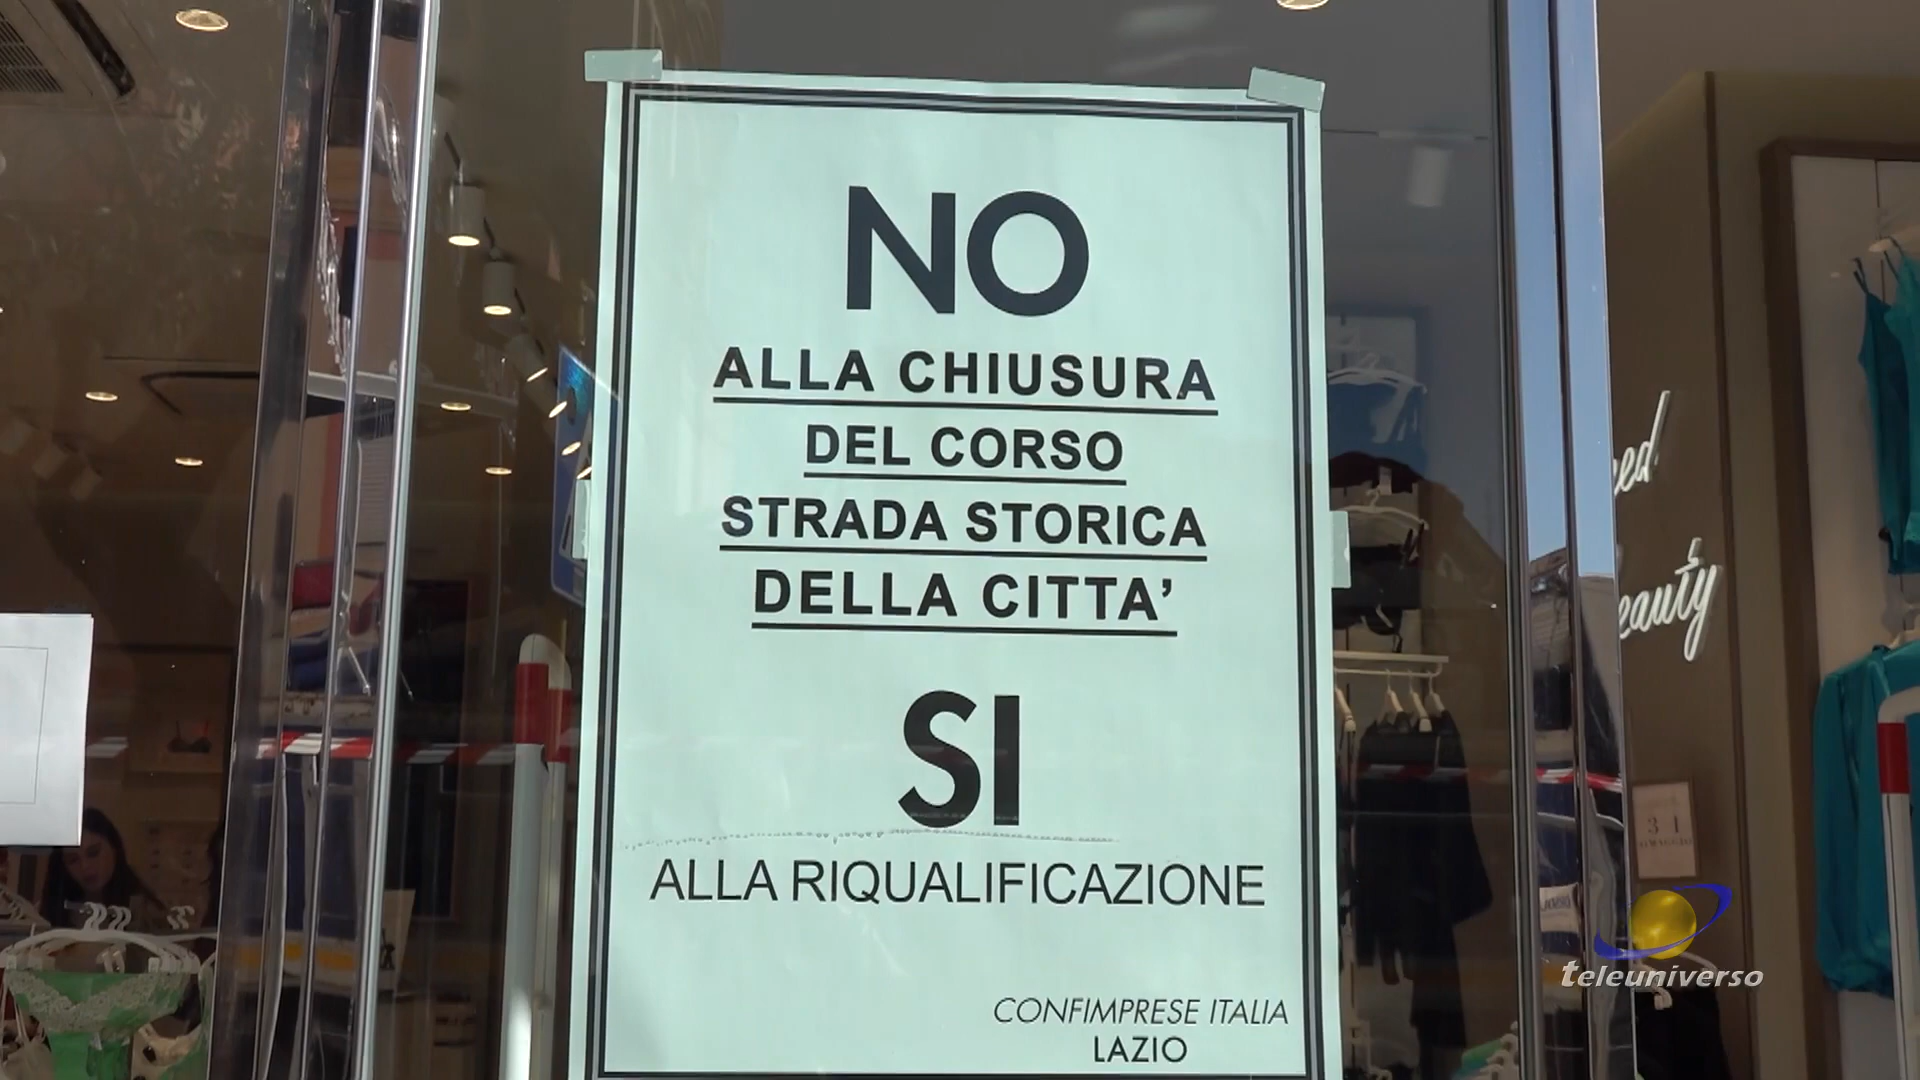 NO
ALLA CHIUSURA
DEL CORSO
STRADA STORICA
DELLA CITTA'
SI
ALLA RIQUALIFICAZIONE
CONFIMPRESE ITALIA
LAZIO
teleuniverso